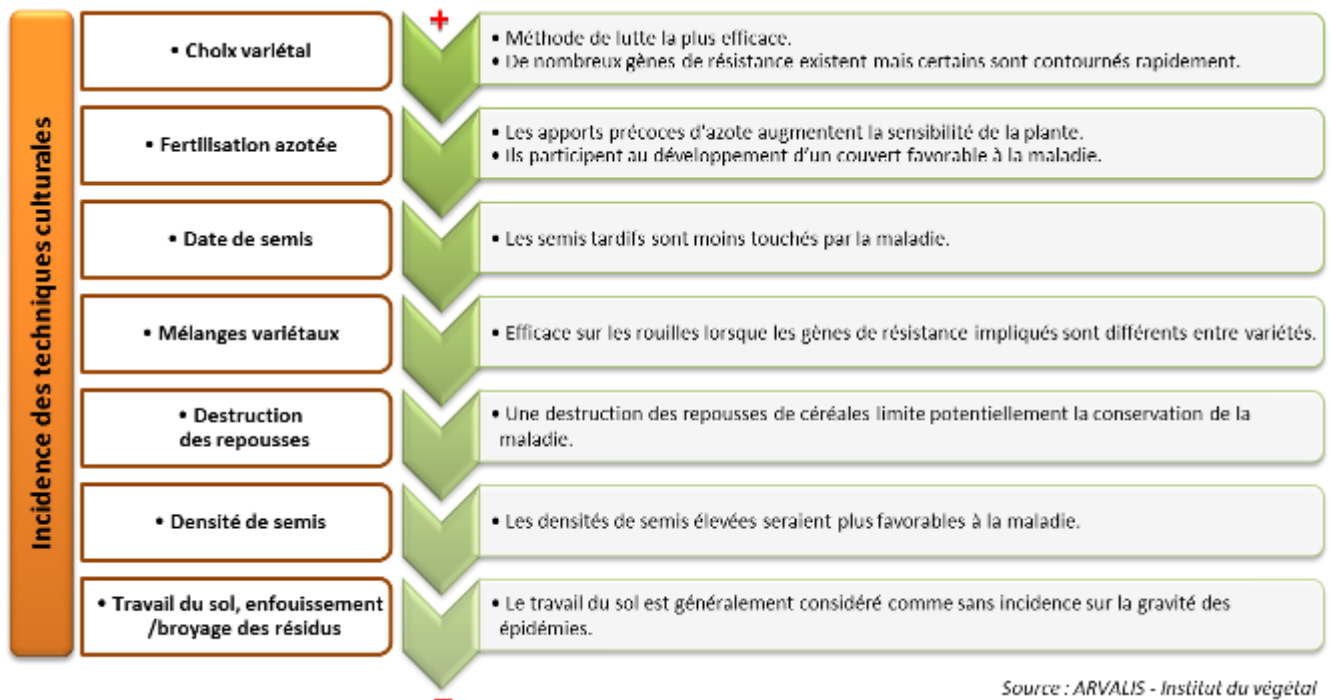 Incidence des techniques culturales
+
• Choix variétal
• Méthode de lutte la plus efficace.
• De nombreux gènes de résistance existent mais certains sont contournés rapidement.
• Fertilisation azotée
• Les apports précoces d'azote augmentent la sensibilité de la plante.
• Ils participent au développement d'un couvert favorable à la maladie.
• Date de semis
• Les semis tardifs sont moins touchés par la maladie.
• Mélanges variétaux
• Efficace sur les rouilles lorsque les gènes de résistance impliqués sont différents entre variétés.
• Destruction
des repousses
• Une destruction des repousses de céréales limite potentiellement la conservation de la
maladie.
• Densité de semis
• Les densités de semis élevées seraient plus favorables à la maladie.
• Travail du sol, enfouissement
/broyage des résidus
• Le travail du sol est généralement considéré comme sans incidence sur la gravité des
épidémies.
–
Source : ARVALIS - Institut du végétal